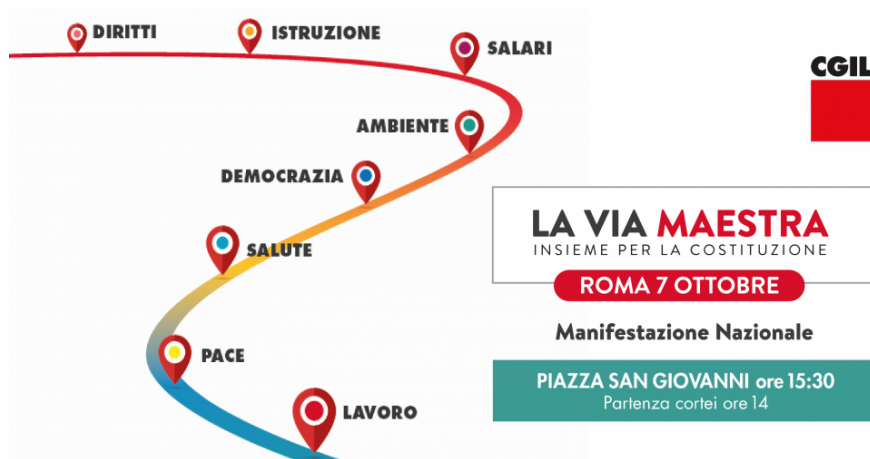 DIRITTI
ISTRUZIONE
SALARI
CGIL
AMBIENTE
DEMOCRAZIA
SALUTE
PACE
LAVORO
LA VIA MAESTRA
INSIEME PER LA COSTITUZIONE
ROMA 7 OTTOBRE
Manifestazione Nazionale
PIAZZA SAN GIOVANNI ore 15:30
Partenza cortei ore 14